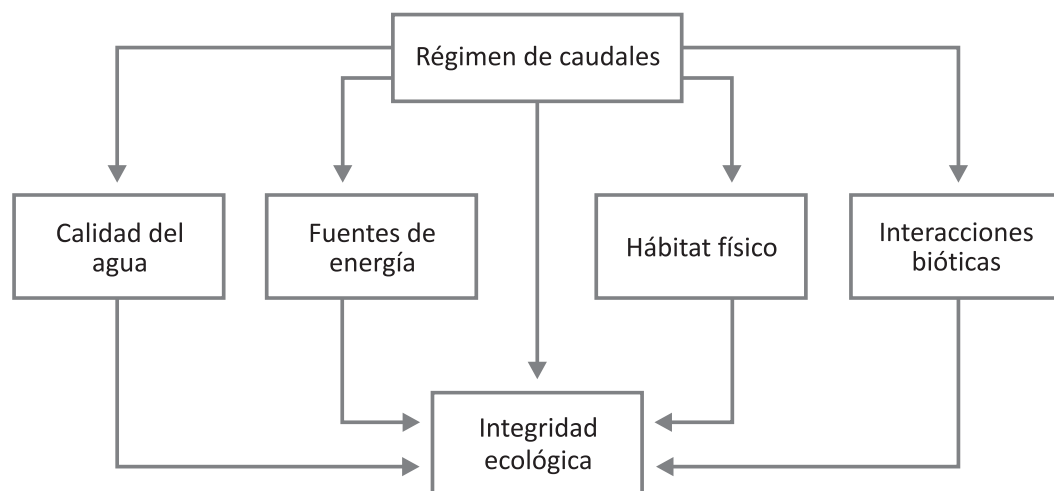 Régimen de caudales
Calidad del
agua
Fuentes de
energía
Hábitat físico
Interacciones
bióticas
Integridad
ecológica